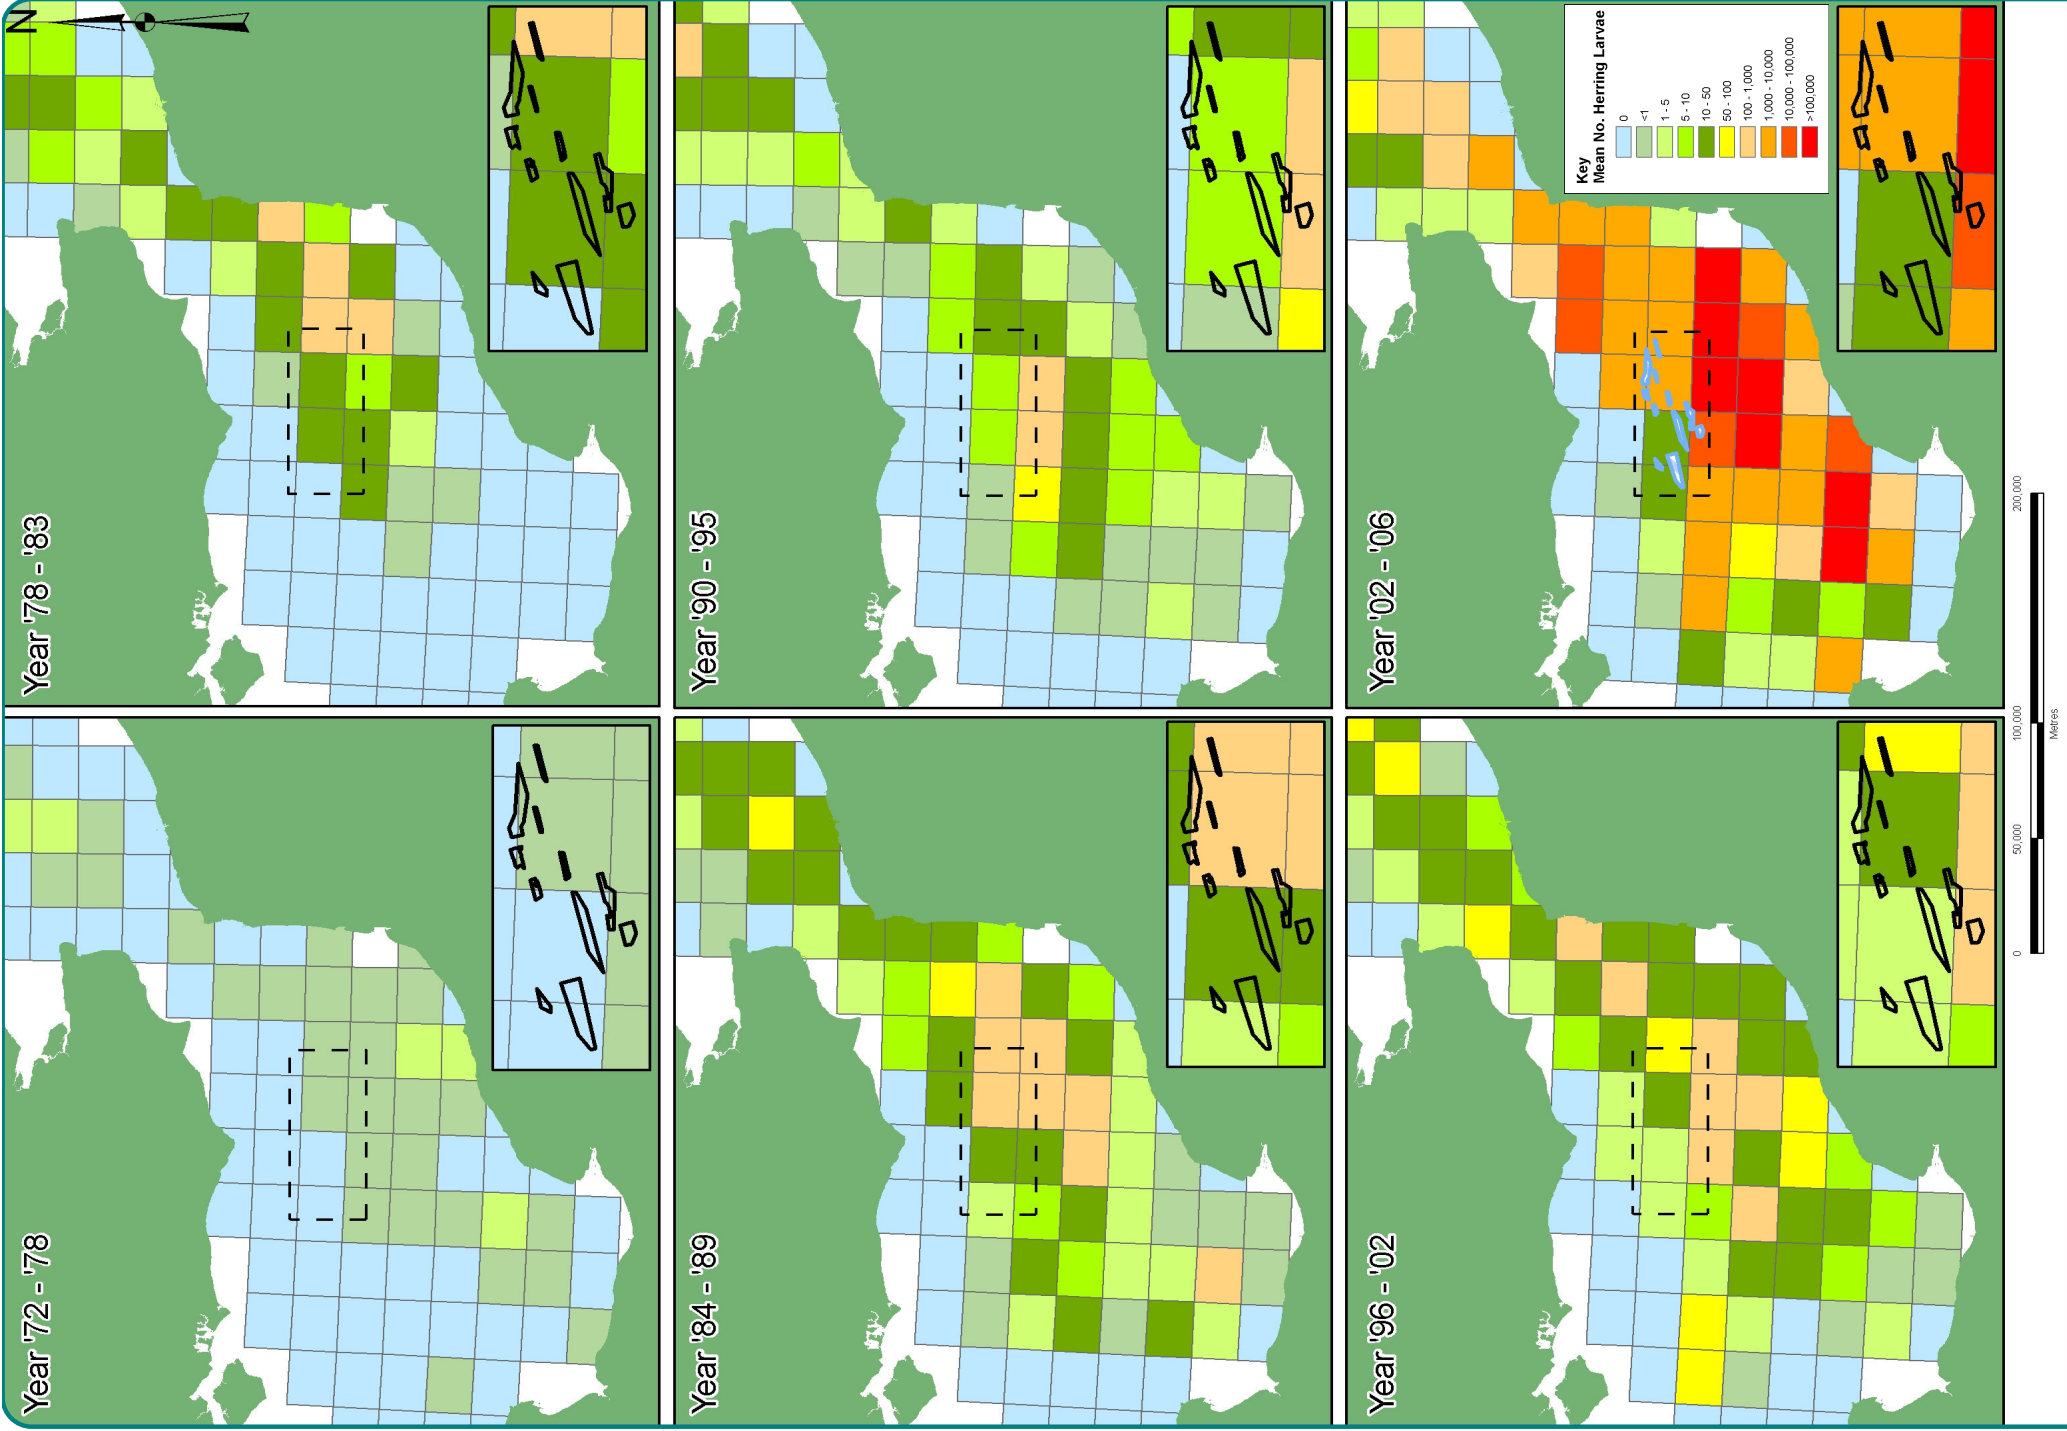 N
Year '72 - '78
Year '78 - '83
Year '84 - '89
Year '90 - '95
Year '96 - '02
Year '02 - '06
Key
Mean No. Herring Larvae
0
<1
1 - 5
5 - 10
10 - 50
50 - 100
100 - 1,000
1,000 - 10,000
10,000 - 100,000
>100,000
0 50,000 100,000 200,000
Metres